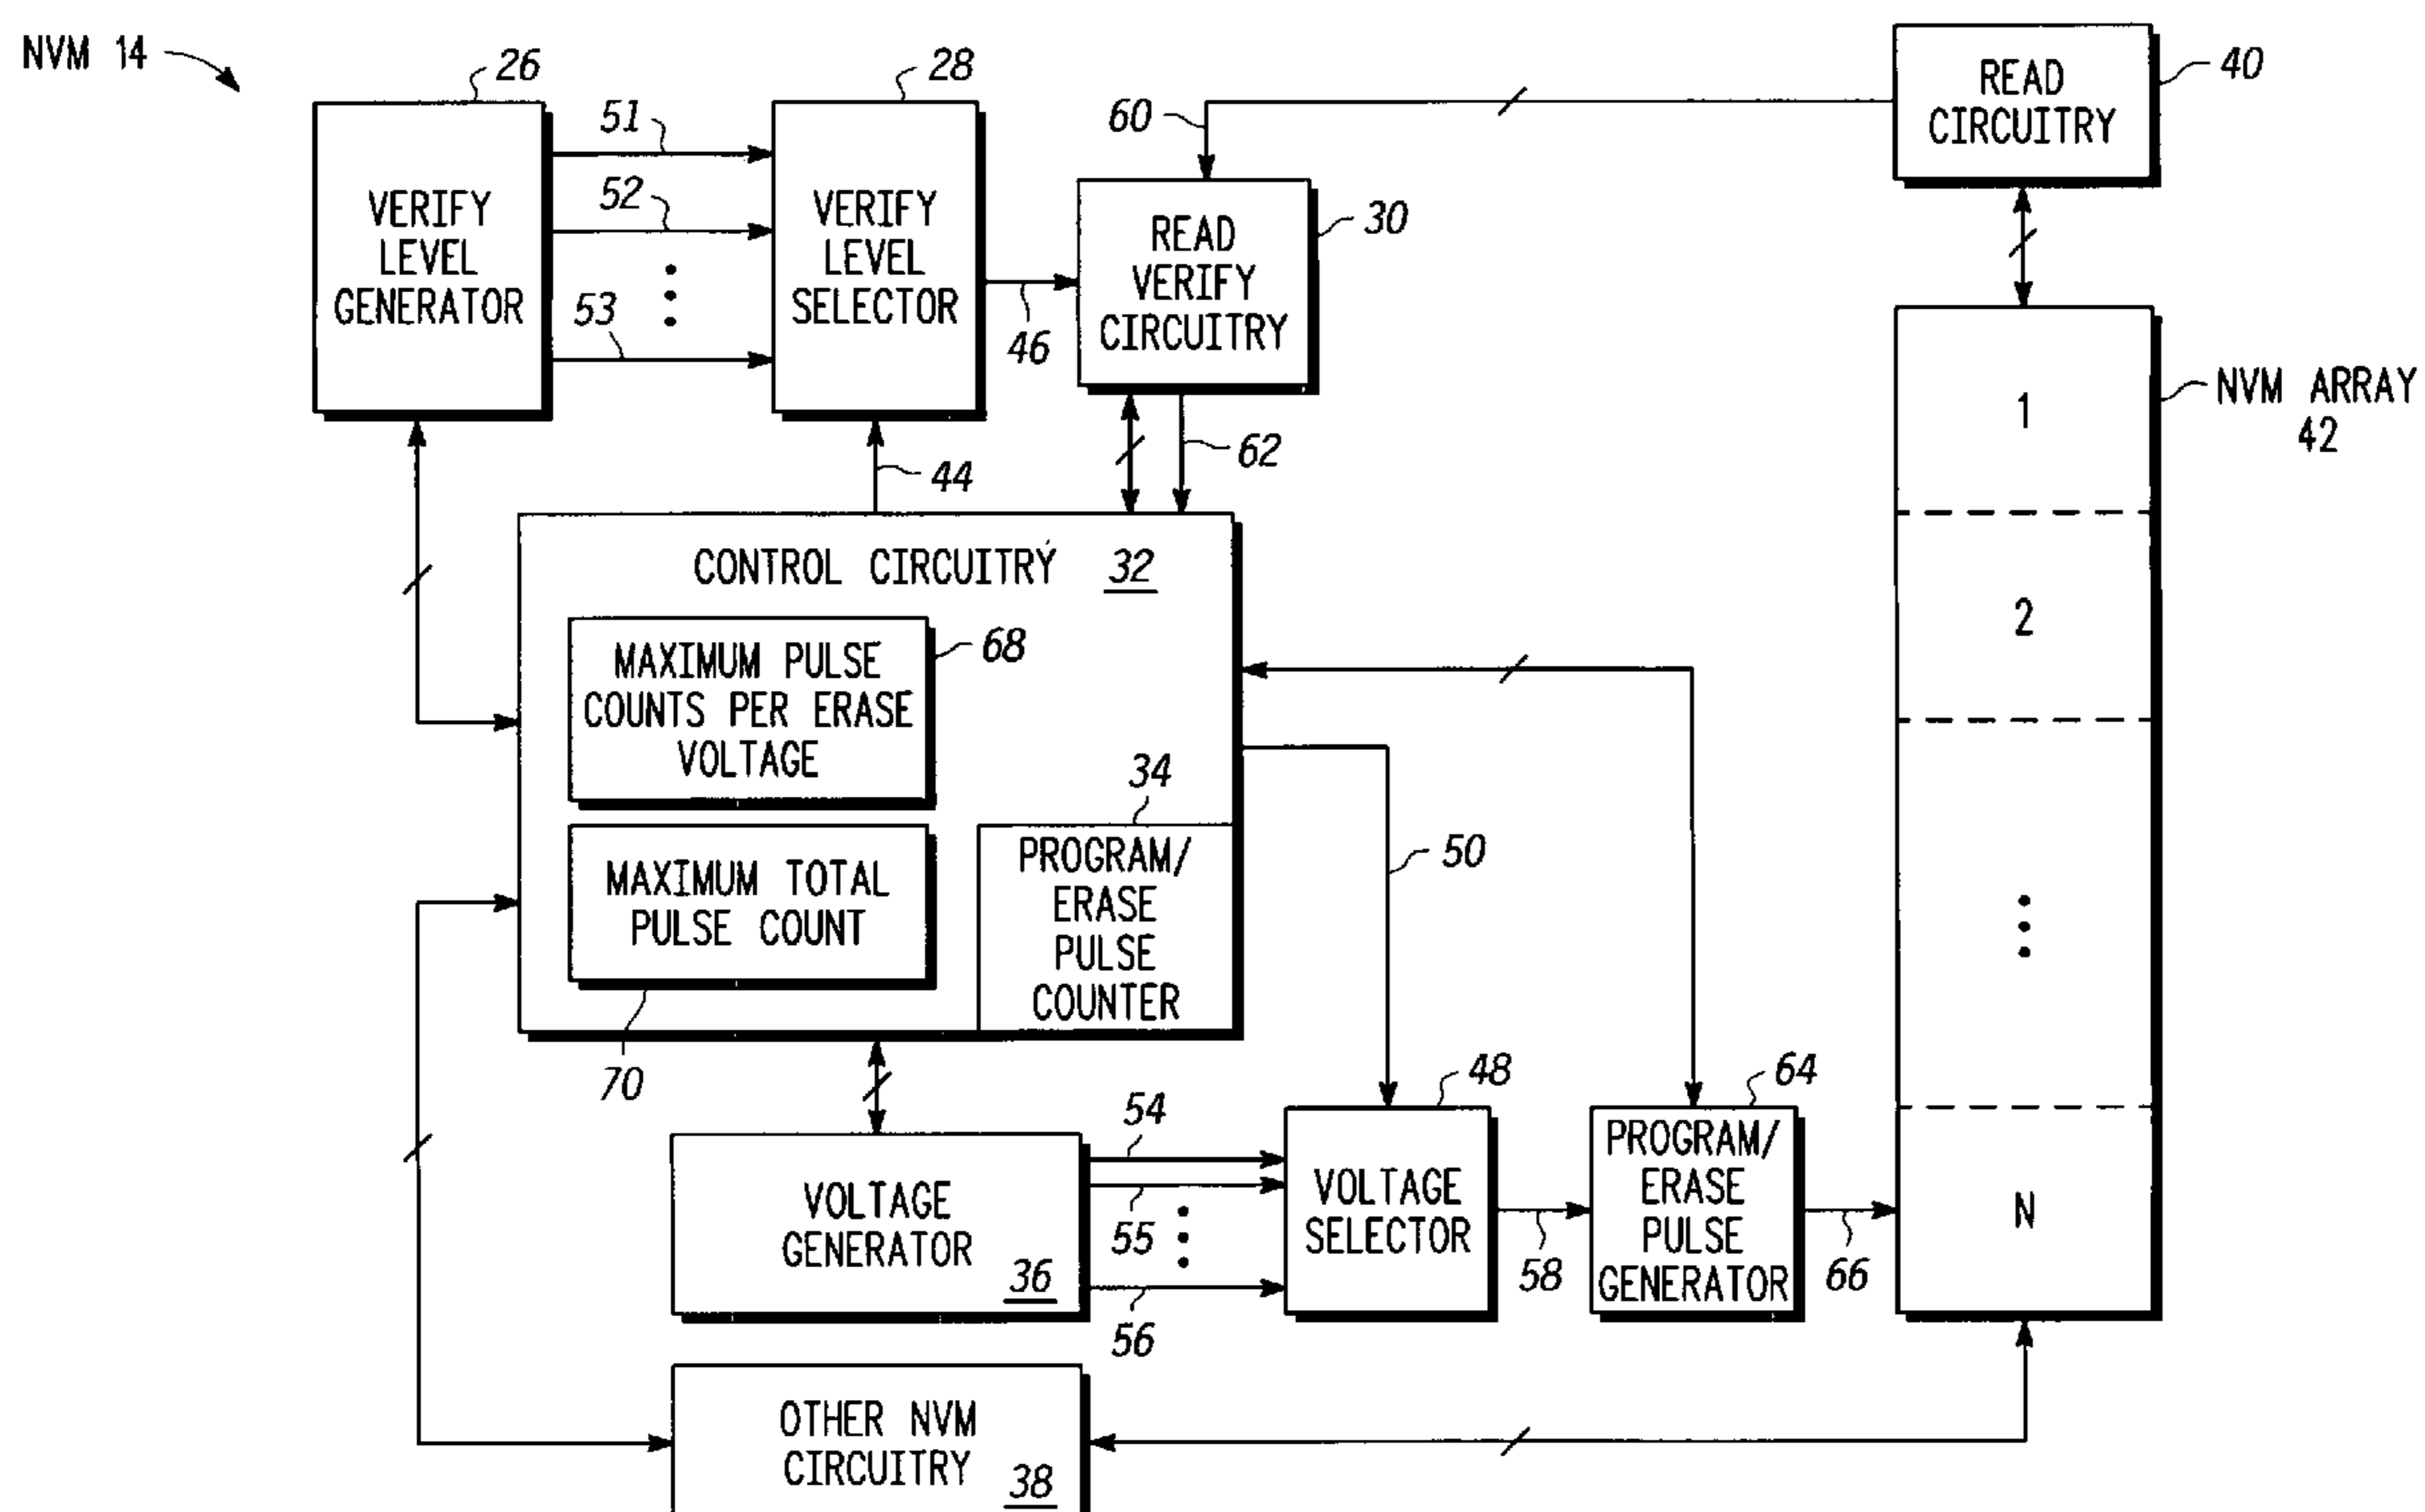 NVM 14
26
28
40
READ
CIRCUITRY
51
60
52
VERIFY
LEVEL
GENERATOR
VERIFY
LEVEL
SELECTOR
30
READ
VERIFY
CIRCUITRY
53
46
1
NVM ARRAY
42
44
62
CONTROL CIRCUITRY 32
2
68
MAXIMUM PULSE
COUNTS PER ERASE
VOLTAGE
34
50
MAXIMUM TOTAL
PULSE COUNT
PROGRAM/
ERASE
PULSE
COUNTER
70
48
64
54
VOLTAGE
GENERATOR
36
55
56
VOLTAGE
SELECTOR
58
PROGRAM/
ERASE
PULSE
GENERATOR
66
N
OTHER NVM
CIRCUITRY
38